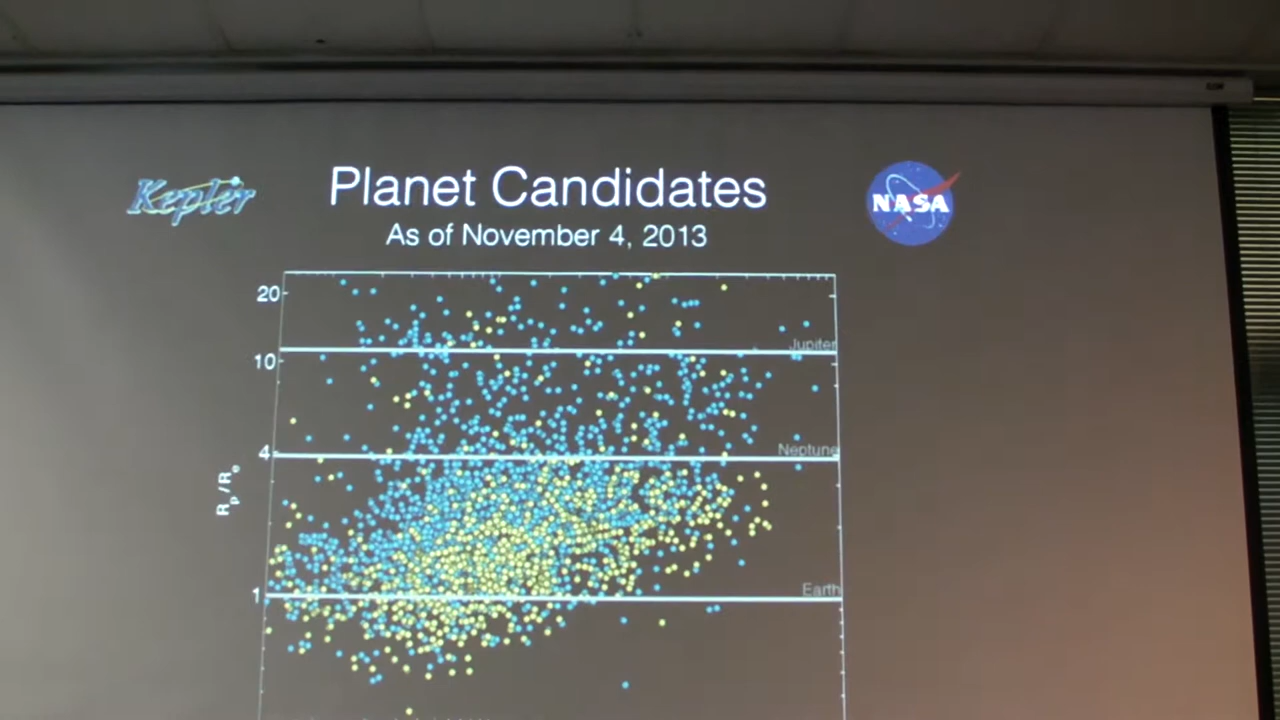 Kepler
Planet Candidates
NASA
As of November 4, 2013
20
Jupiter
10
Neptune
4
Rp/Re
Earth
1